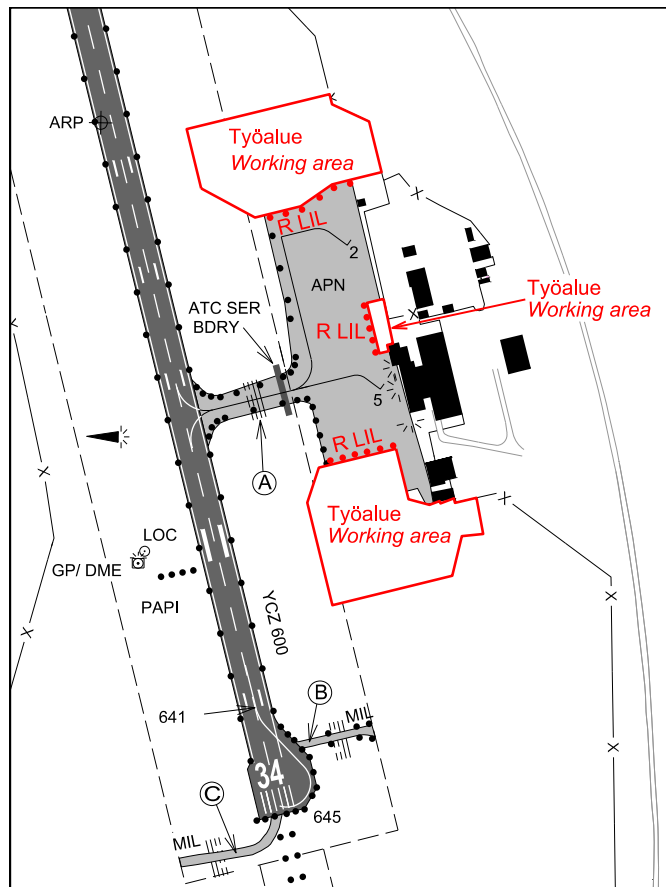 ARP
Työalue
Working area
R LIL
2
APN
ATC SER
BDRY
Työalue
Working area
R LIL
5
R LIL
A
Työalue
Working area
LOC
GP/ DME
PAPI
YCZ 600
641
B
MIL
34
C
645
MIL
X
X
X
X
X
X
X
X
X